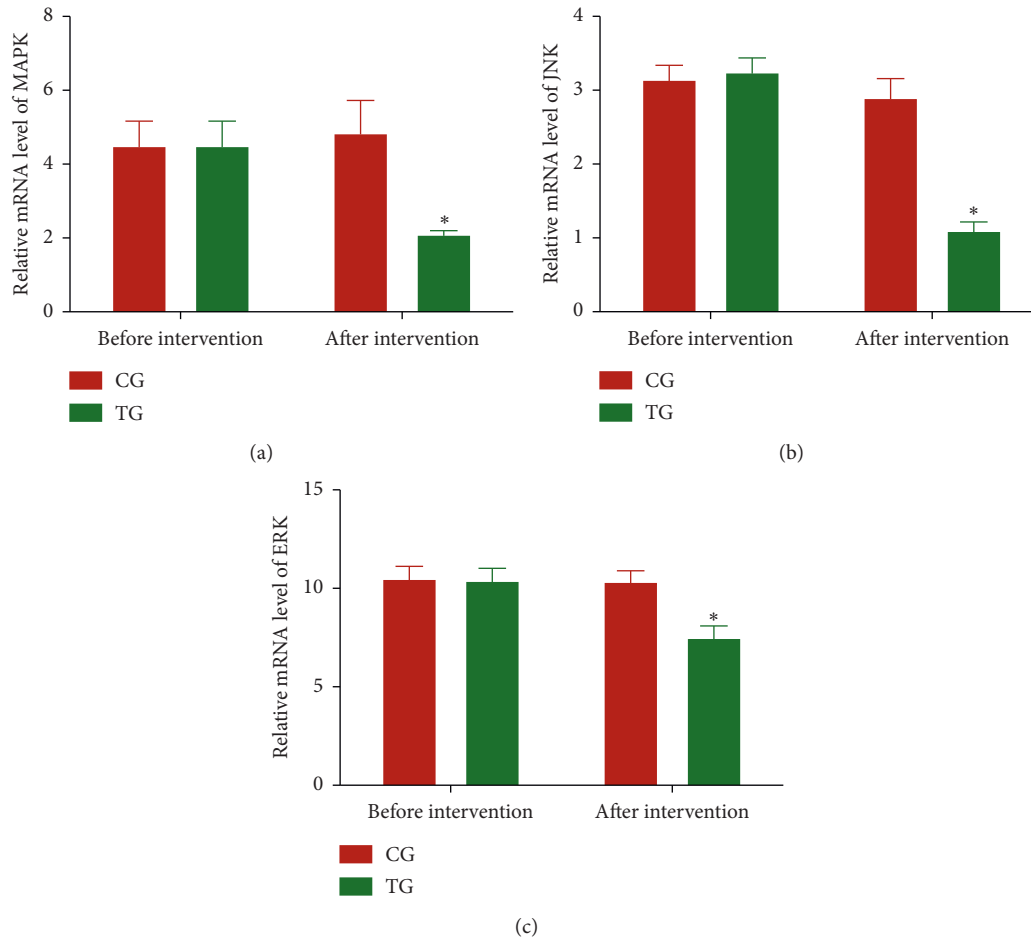 Relative mRNA level of MAPK
8
6
4
2
0
*
Before intervention
After intervention
CG
TG
(a)
Relative mRNA level of JNK
4
3
2
1
0
*
Before intervention
After intervention
CG
TG
(b)
Relative mRNA level of ERK
15
10
5
0
*
Before intervention
After intervention
CG
TG
(c)